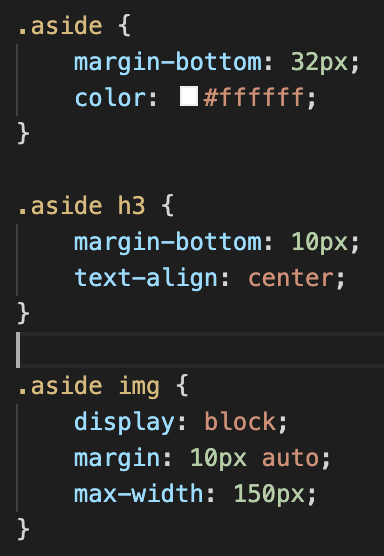 .aside {
    margin-bottom: 32px;
    color: #ffffff;
}

.aside h3 {
    margin-bottom: 10px;
    text-align: center;
}

.aside img {
    display: block;
    margin: 10px auto;
    max-width: 150px;
}